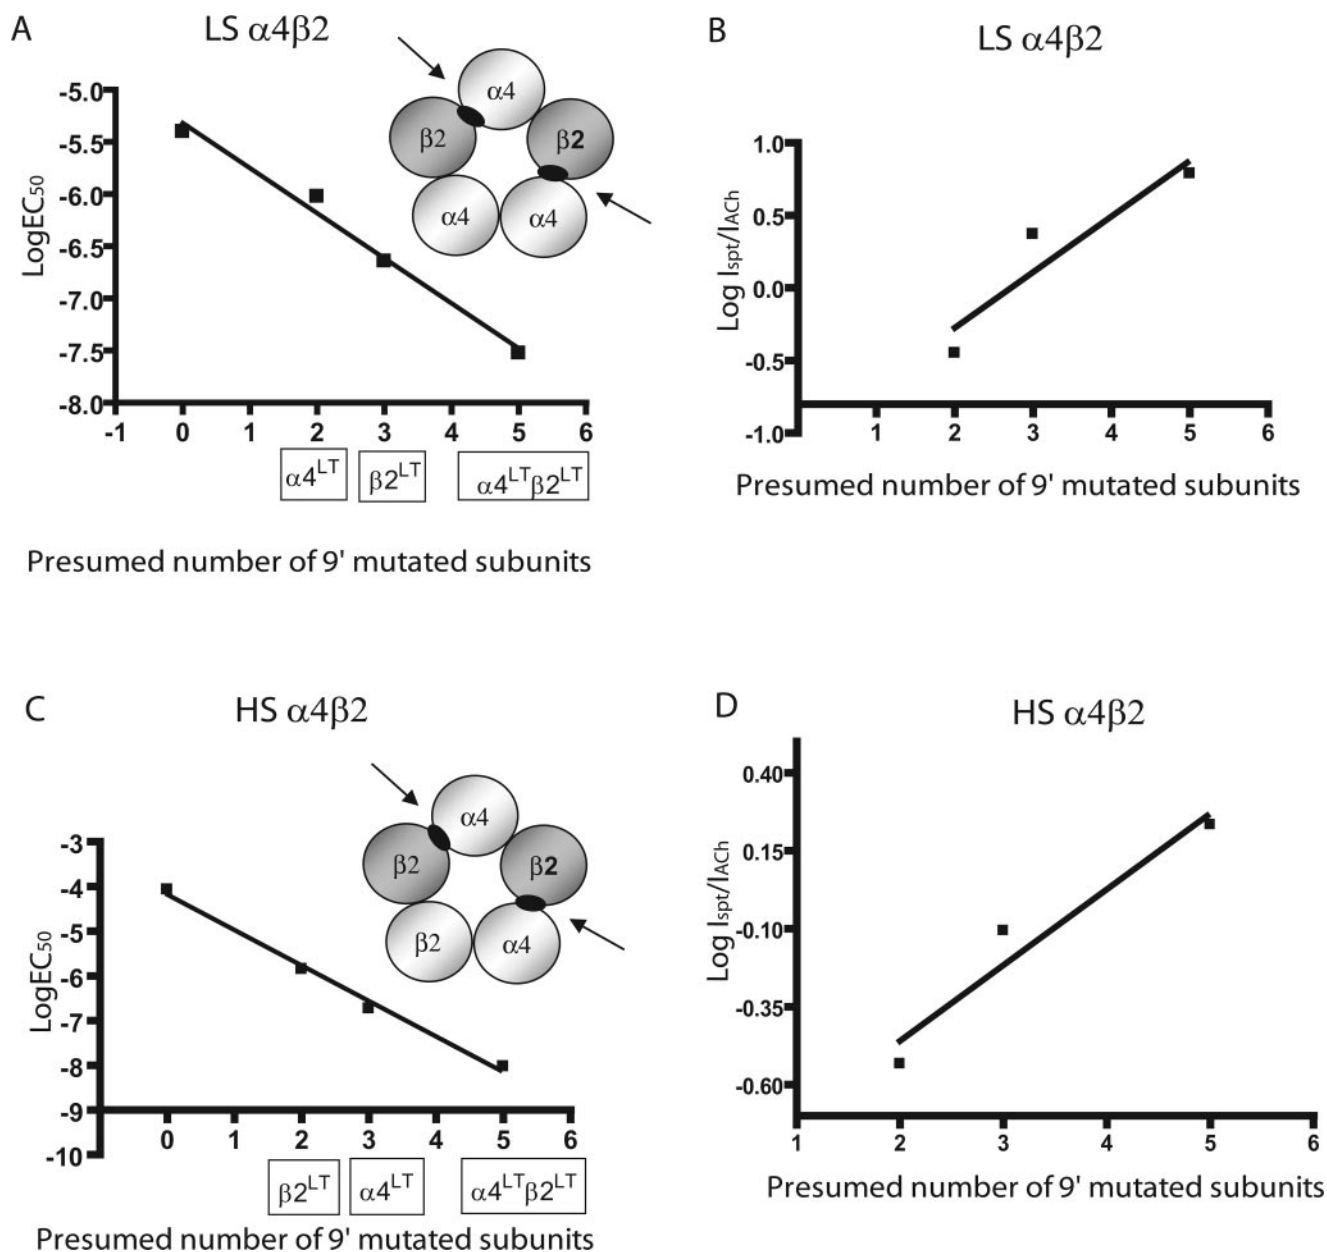 A
LS α4β2
-5.0
-5.5
-6.0
-6.5
-7.0
-7.5
-8.0
LogEC50
α4
β2
β2
α4
α4
-1 0 1 2 3 4 5 6
α4LT
β2LT
α4LTβ2LT
Presumed number of 9' mutated subunits
B
LS α4β2
1.0
0.5
0.0
-0.5
-1.0
Log Ispt/IACh
1 2 3 4 5 6
Presumed number of 9' mutated subunits
C
HS α4β2
-3
-4
-5
-6
-7
-8
-9
-10
LogEC50
α4
β2
β2
β2
α4
0 1 2 3 4 5 6
β2LT
α4LT
α4LTβ2LT
Presumed number of 9' mutated subunits
D
HS α4β2
0.40
0.15
-0.10
-0.35
-0.60
Log Ispt/IACh
1 2 3 4 5 6
Presumed number of 9' mutated subunits